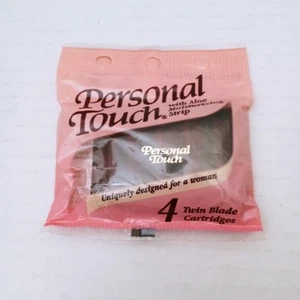 Personal
Touch®
with Aloe
Moisturizing
Strip
Personal
Touch
Uniquely designed for a woman
4 Twin Blade
Cartridges